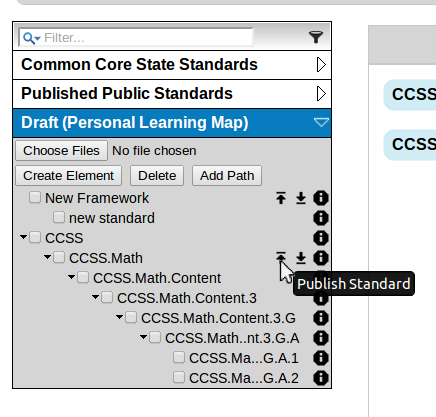 Filter...
Common Core State Standards
Published Public Standards
Draft (Personal Learning Map)
Choose Files No file chosen
Create Element Delete Add Path
New Framework
new standard
CCSS
CCSS.Math
CCSS.Math.Content
Publish Standard
CCSS.Math.Content.3
CCSS.Math.Content.3.G
CCSS.Math..nt.3.G.A
CCSS.Ma...G.A.1
CCSS.Ma...G.A.2
CCSS
CCSS